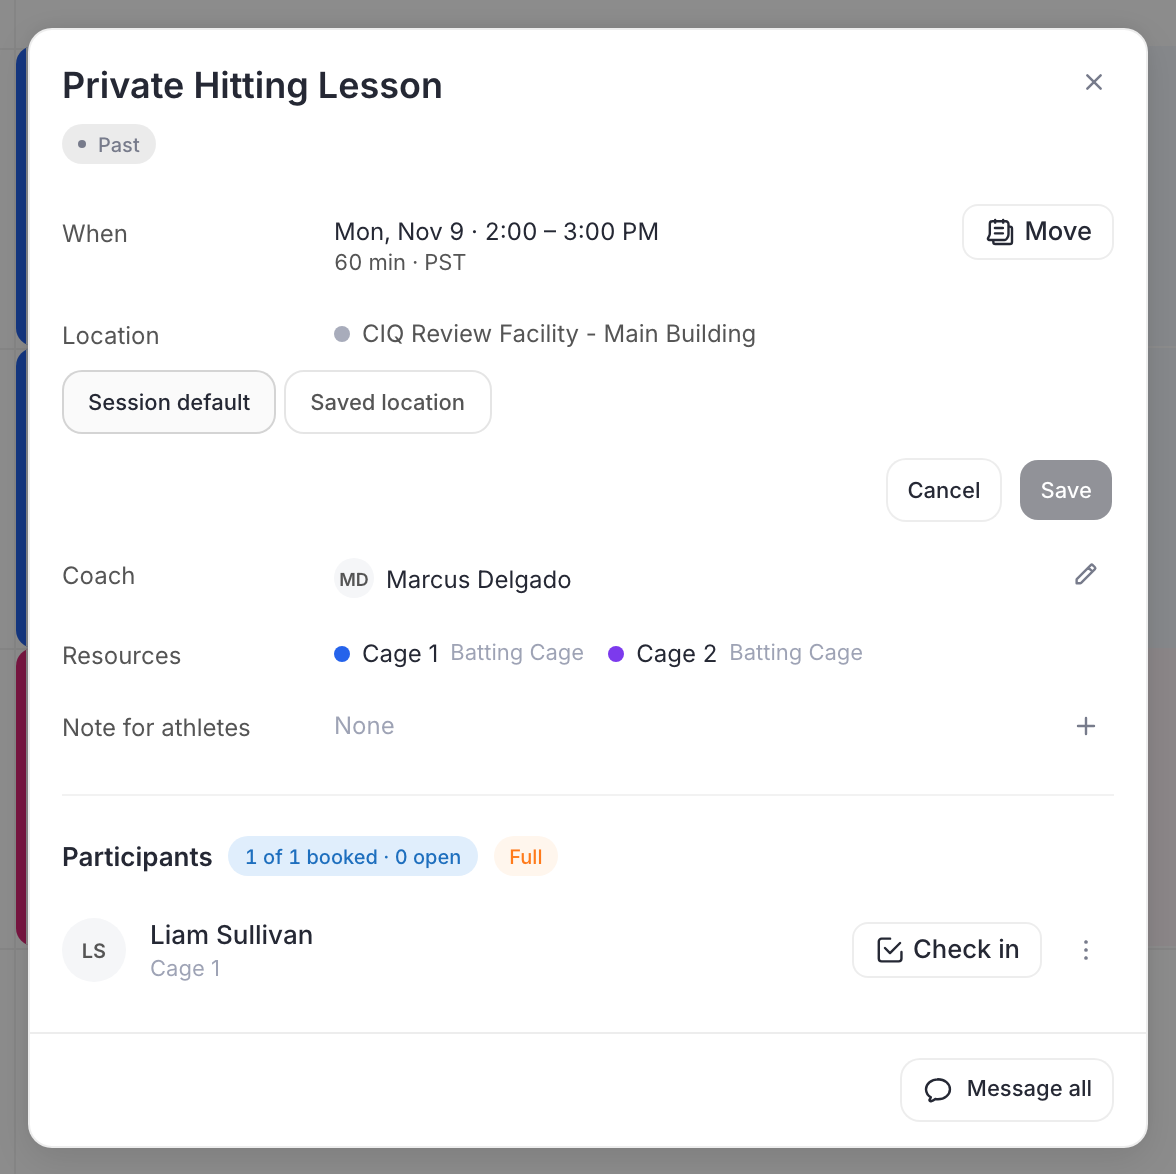 Private Hitting Lesson
Past
When
Mon, Nov 9 · 2:00 – 3:00 PM
60 min · PST
Move
Location
CIQ Review Facility - Main Building
Session default
Saved location
Cancel
Save
Coach
MD Marcus Delgado
Resources
Cage 1 Batting Cage Cage 2 Batting Cage
Note for athletes
None
Participants 1 of 1 booked · 0 open Full
LS
Liam Sullivan
Cage 1
Check in
Message all